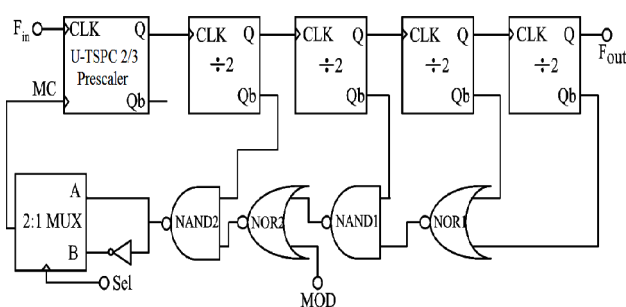 F_in
CLK
Q
U-TSPC 2/3
Prescaler
MC
Qb
CLK
Q
÷2
Qb
CLK
Q
÷2
Qb
CLK
Q
÷2
Qb
CLK
Q
÷2
Qb
F_out
A
2:1 MUX
B
Sel
NAND2
NOR2
NAND1
NOR1
MOD